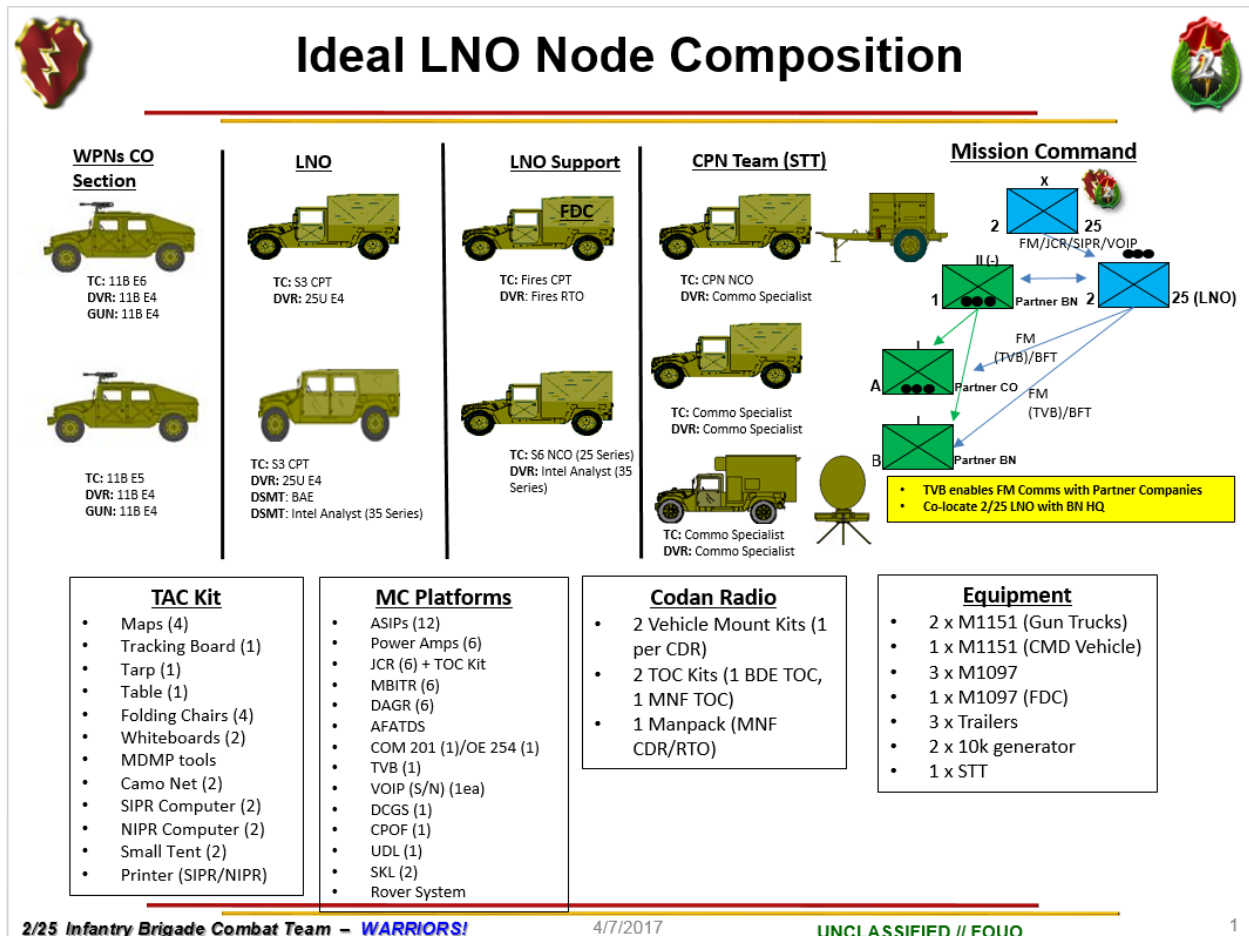 Ideal LNO Node Composition
2
WPNs CO
Section
TC: 11B E6
DVR: 11B E4
GUN: 11B E4
TC: 11B E5
DVR: 11B E4
GUN: 11B E4
LNO
TC: S3 CPT
DVR: 25U E4
TC: S3 CPT
DVR: 25U E4
DSMT: BAE
DSMT: Intel Analyst (35 Series)
LNO Support
FDC
TC: Fires CPT
DVR: Fires RTO
TC: S6 NCO (25 Series)
DVR: Intel Analyst (35
Series)
CPN Team (STT)
TC: CPN NCO
DVR: Commo Specialist
TC: Commo Specialist
DVR: Commo Specialist
TC: Commo Specialist
DVR: Commo Specialist
Mission Command
X
2 25
FM/JCR/SIPR/VOIP
II (-)
1 Partner BN 2 25 (LNO)
FM
(TVB)/BFT
I
A Partner CO
FM
(TVB)/BFT
I
B Partner BN
• TVB enables FM Comms with Partner Companies
• Co-locate 2/25 LNO with BN HQ
TAC Kit
• Maps (4)
• Tracking Board (1)
• Tarp (1)
• Table (1)
• Folding Chairs (4)
• Whiteboards (2)
• MDMP tools
• Camo Net (2)
• SIPR Computer (2)
• NIPR Computer (2)
• Small Tent (2)
• Printer (SIPR/NIPR)
MC Platforms
• ASIPs (12)
• Power Amps (6)
• JCR (6) + TOC Kit
• MBITR (6)
• DAGR (6)
• AFATDS
• COM 201 (1)/OE 254 (1)
• TVB (1)
• VOIP (S/N) (1ea)
• DCGS (1)
• CPOF (1)
• UDL (1)
• SKL (2)
• Rover System
Codan Radio
• 2 Vehicle Mount Kits (1
per CDR)
• 2 TOC Kits (1 BDE TOC,
1 MNF TOC)
• 1 Manpack (MNF
CDR/RTO)
Equipment
• 2 x M1151 (Gun Trucks)
• 1 x M1151 (CMD Vehicle)
• 3 x M1097
• 1 x M1097 (FDC)
• 3 x Trailers
• 2 x 10k generator
• 1 x STT
2/25 Infantry Brigade Combat Team – WARRIORS!
4/7/2017
UNCLASSIFIED // FOUO
1